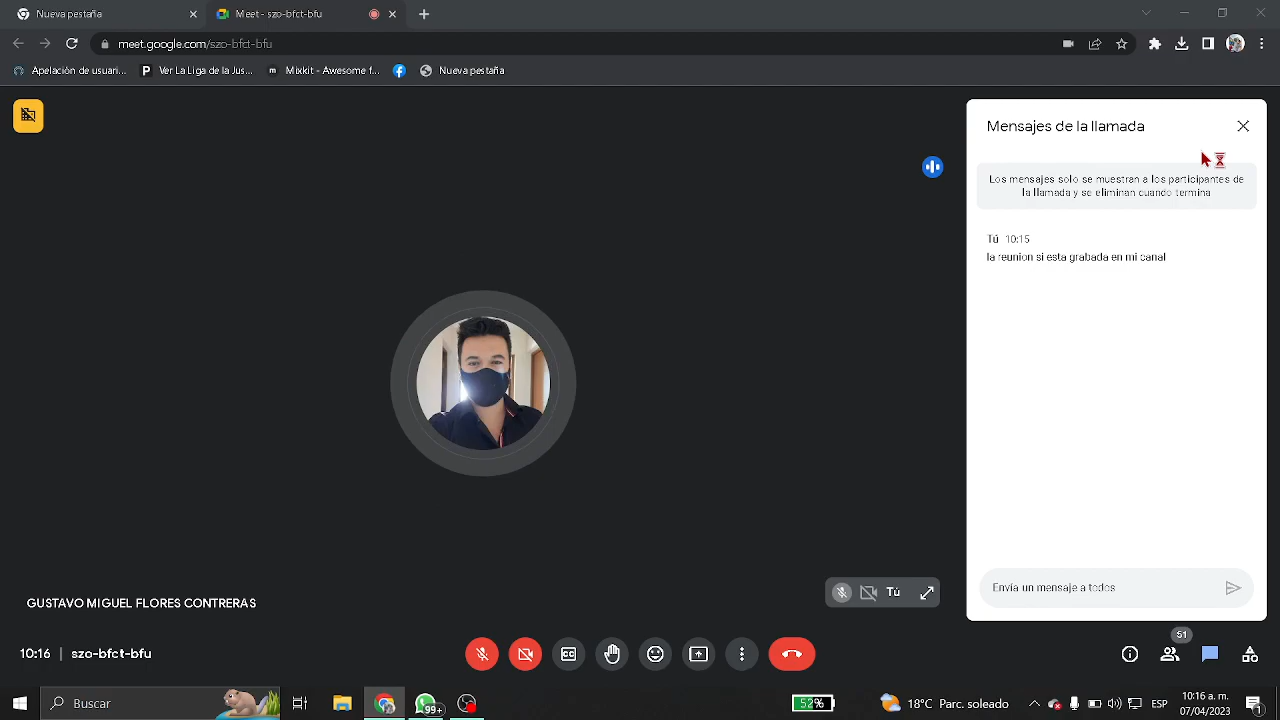 Nueva pestaña
Meet - szo-bfct-bfu
meet.google.com/szo-bfct-bfu
Apelación de usuari...
P Ver La Liga de la Jus...
m Mixkit - Awesome f...
Nueva pestaña
Mensajes de la llamada
Los mensajes solo se muestran a los participantes de
la llamada y se eliminan cuando termina
Tú 10:15
la reunion si esta grabada en mi canal
Envía un mensaje a todos
Tú
GUSTAVO MIGUEL FLORES CONTRERAS
51
10:16 | szo-bfct-bfu
Buscar
99+
52%
18°C Parc. soleado
ESP
10:16 a. m.
07/04/2023
1